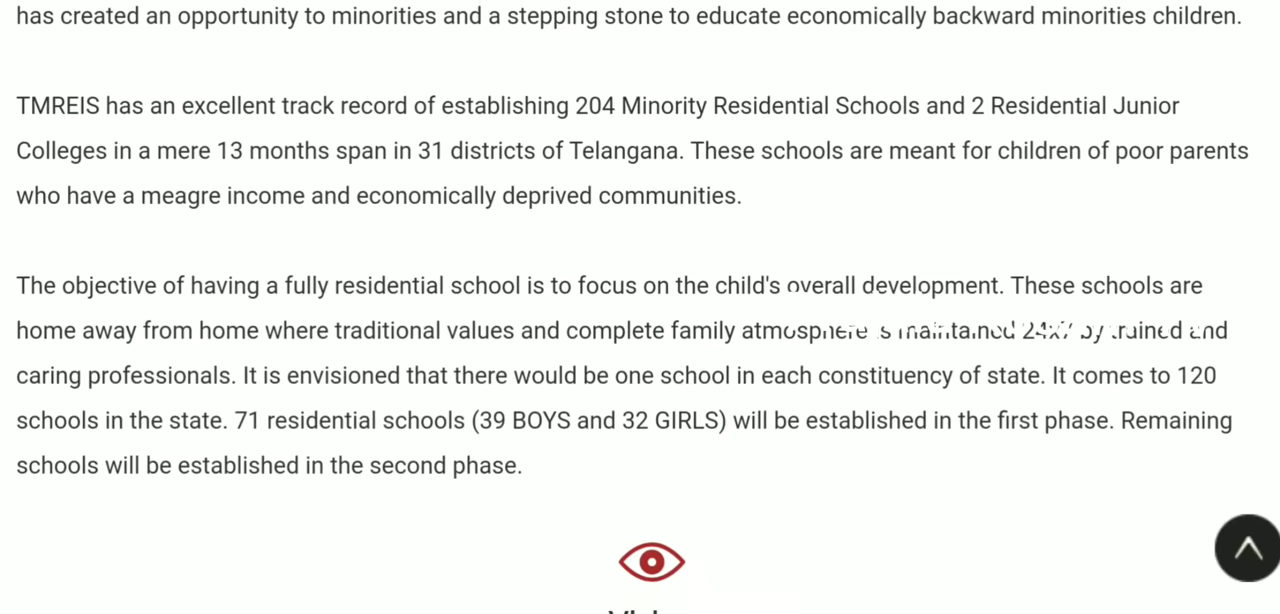 has created an opportunity to minorities and a stepping stone to educate economically backward minorities children.
TMREIS has an excellent track record of establishing 204 Minority Residential Schools and 2 Residential Junior
Colleges in a mere 13 months span in 31 districts of Telangana. These schools are meant for children of poor parents
who have a meagre income and economically deprived communities.
The objective of having a fully residential school is to focus on the child's overall development. These schools are
home away from home where traditional values and complete family atmosphere is maintained 24x7 by trained and
caring professionals. It is envisioned that there would be one school in each constituency of state. It comes to 120
schools in the state. 71 residential schools (39 BOYS and 32 GIRLS) will be established in the first phase. Remaining
schools will be established in the second phase.